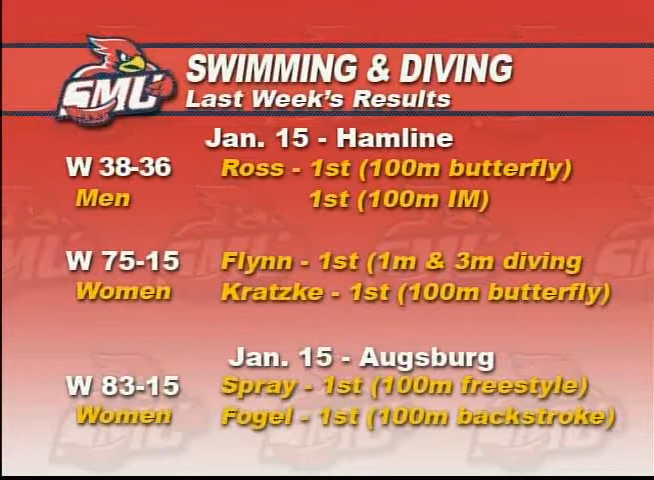 SMU
SWIMMING & DIVING
Last Week's Results
Jan. 15 - Hamline
W 38-36 Ross - 1st (100m butterfly)
Men 1st (100m IM)
W 75-15 Flynn - 1st (1m & 3m diving
Women Kratzke - 1st (100m butterfly)
Jan. 15 - Augsburg
W 83-15 Spray - 1st (100m freestyle)
Women Fogel - 1st (100m backstroke)